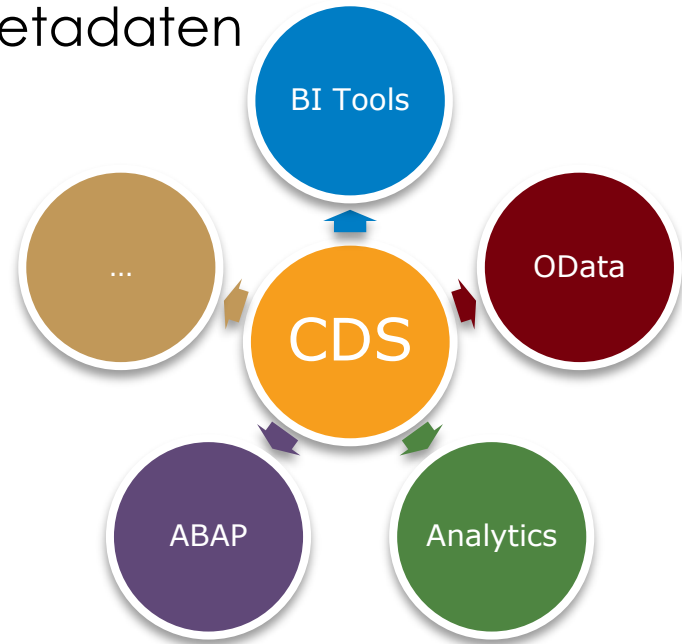 etadaten
BI Tools
...
OData
CDS
ABAP
Analytics